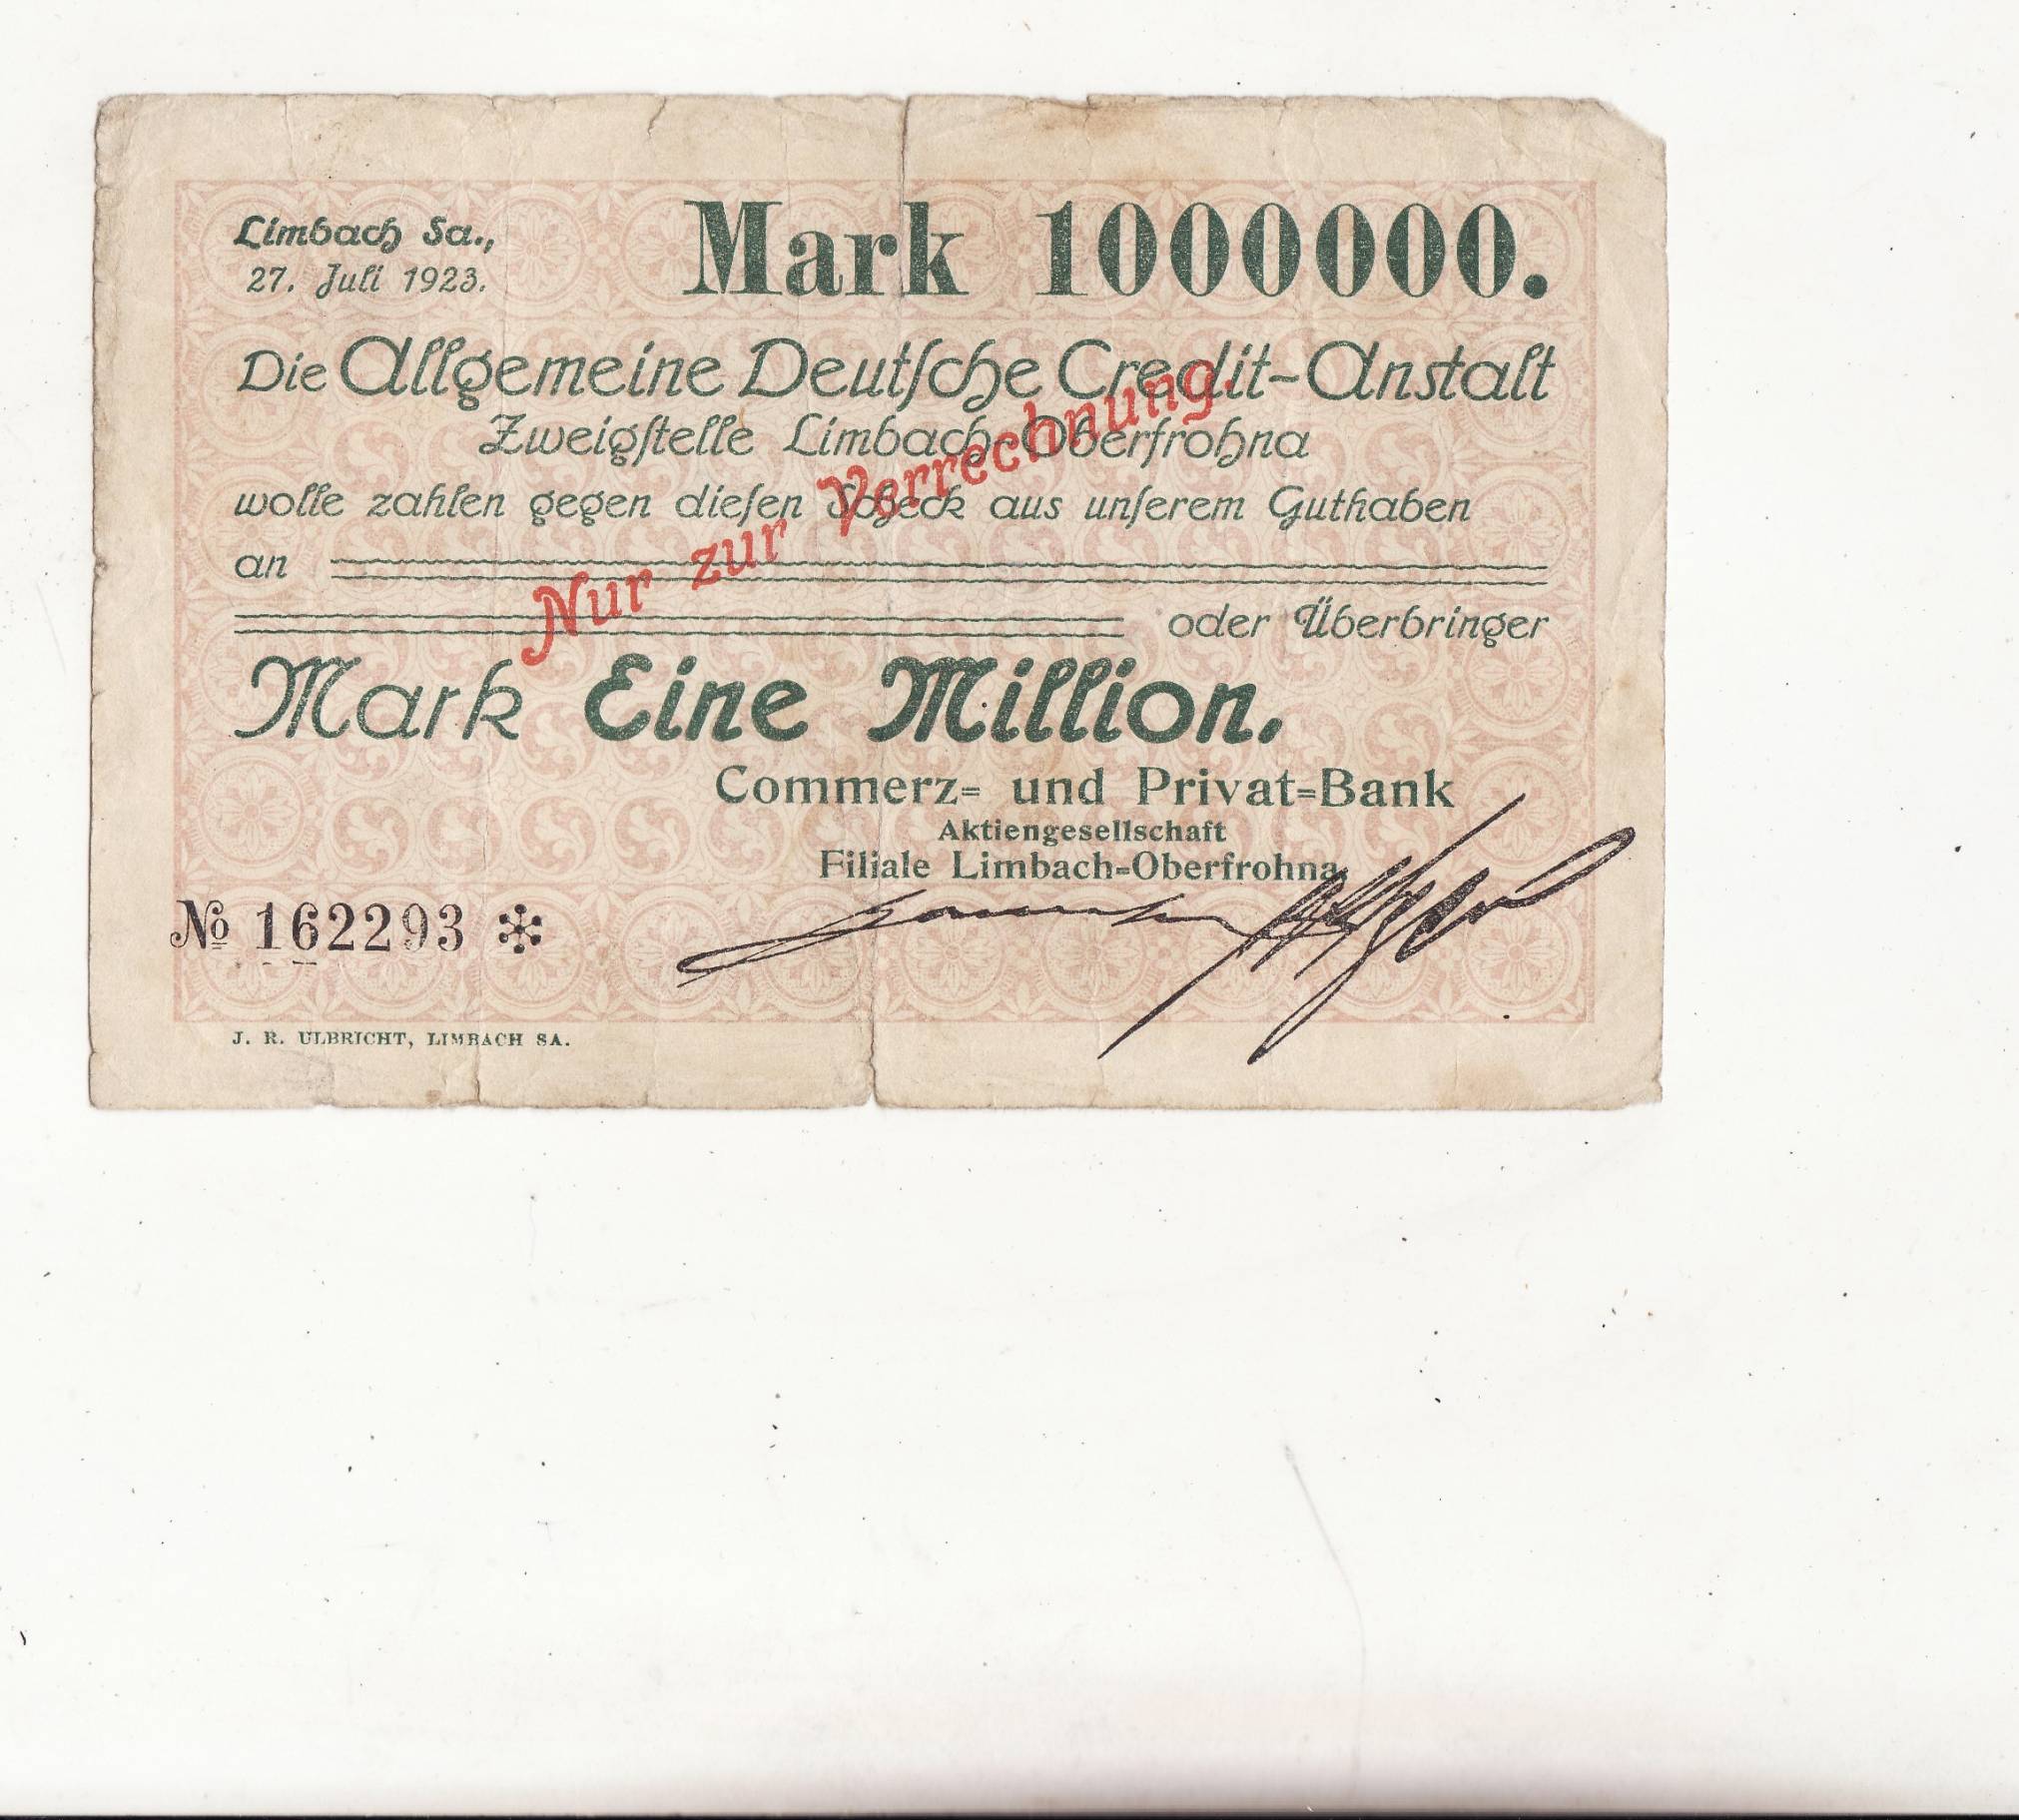 Limbach Sa.,
27. Juli 1923.
Mark 1000000.
Die Allgemeine Deutsche Credit-Anstalt
Zweigstelle Limbach-Oberfrohna
wolle zahlen gegen diesen Scheck aus unserem Guthaben
an
oder Überbringer
Nur zur Verrechnung.
Mark Eine Million.
Commerz- und Privat-Bank
Aktiengesellschaft
Filiale Limbach-Oberfrohna.
No 162293 *
J. R. ULBRICHT, LIMBACH SA.